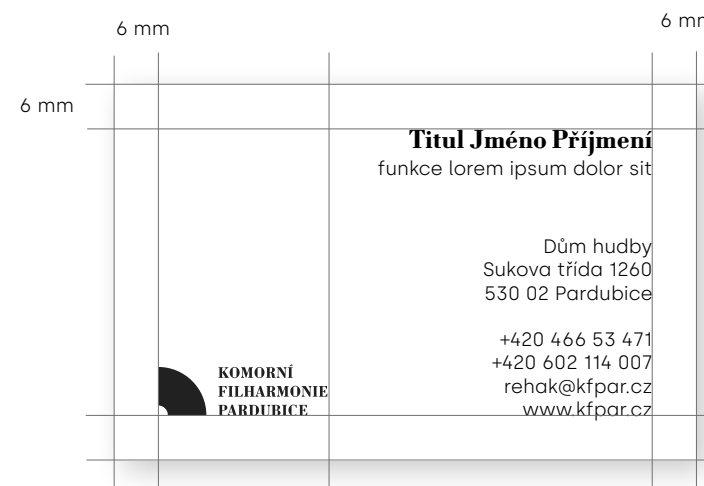 6 mm
6 mm
6 mm
Titul Jméno Příjmení
funkce lorem ipsum dolor sit
Dům hudby
Sukova třída 1260
530 02 Pardubice
+420 466 53 471
+420 602 114 007
rehak@kfpar.cz
www.kfpar.cz
KOMORNÍ
FILHARMONIE
PARDUBICE